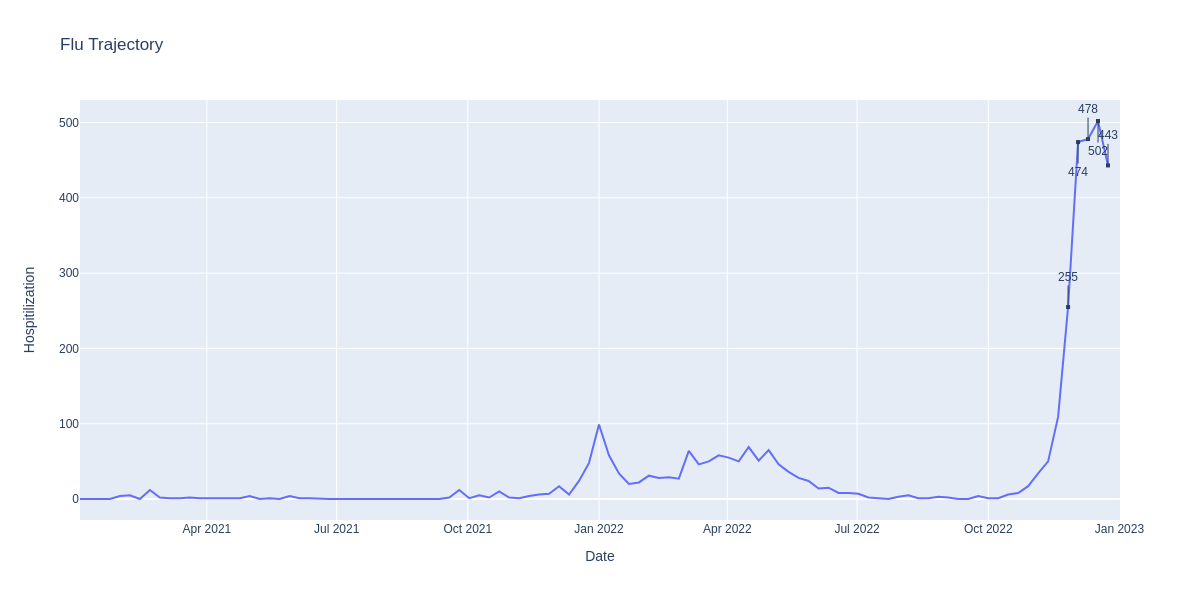 Flu Trajectory
Hospitilization
500
400
300
200
100
0
478
443
502
474
255
Apr 2021
Jul 2021
Oct 2021
Jan 2022
Apr 2022
Jul 2022
Oct 2022
Jan 2023
Date